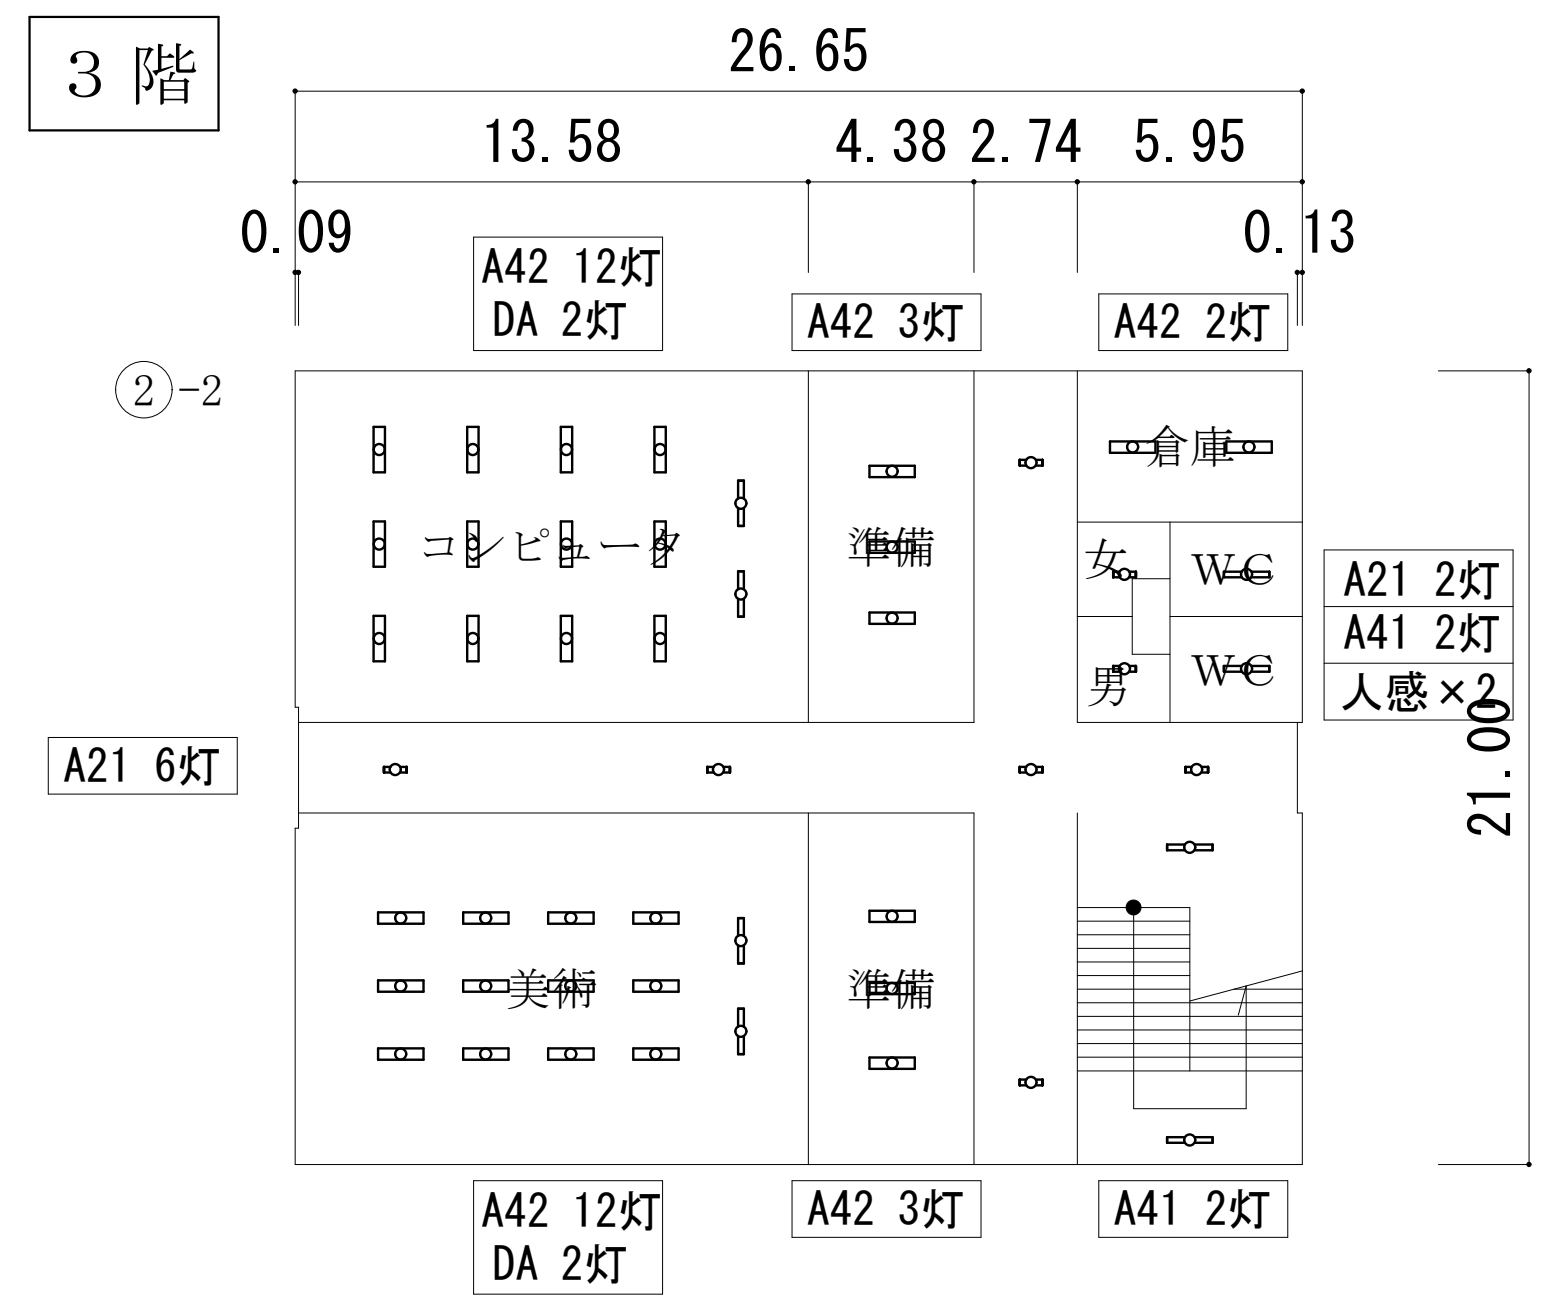 ３階
26.65
13.58 4.38 2.74 5.95
0.09 0.13
A42 12灯
DA 2灯
A42 3灯
A42 2灯
②-2
倉庫
コンピュータ
準備
女 WC
男 WC
A21 2灯
A41 2灯
人感×2
21.00
A21 6灯
美術
準備
A42 12灯
DA 2灯
A42 3灯
A41 2灯